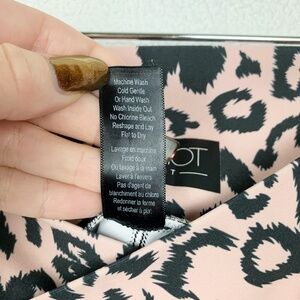 Machine Wash
Cold Gentle
Or Hand Wash
Wash Inside Out
No Chlorine Bleach
Reshape and Lay
Flat to Dry
Lavage en machine
Froid doux
Ou lavage à la main
Laver à l'envers
Pas d'agent de
blanchiment au chlore
Redonner la forme
et sécher à plat
OT
T